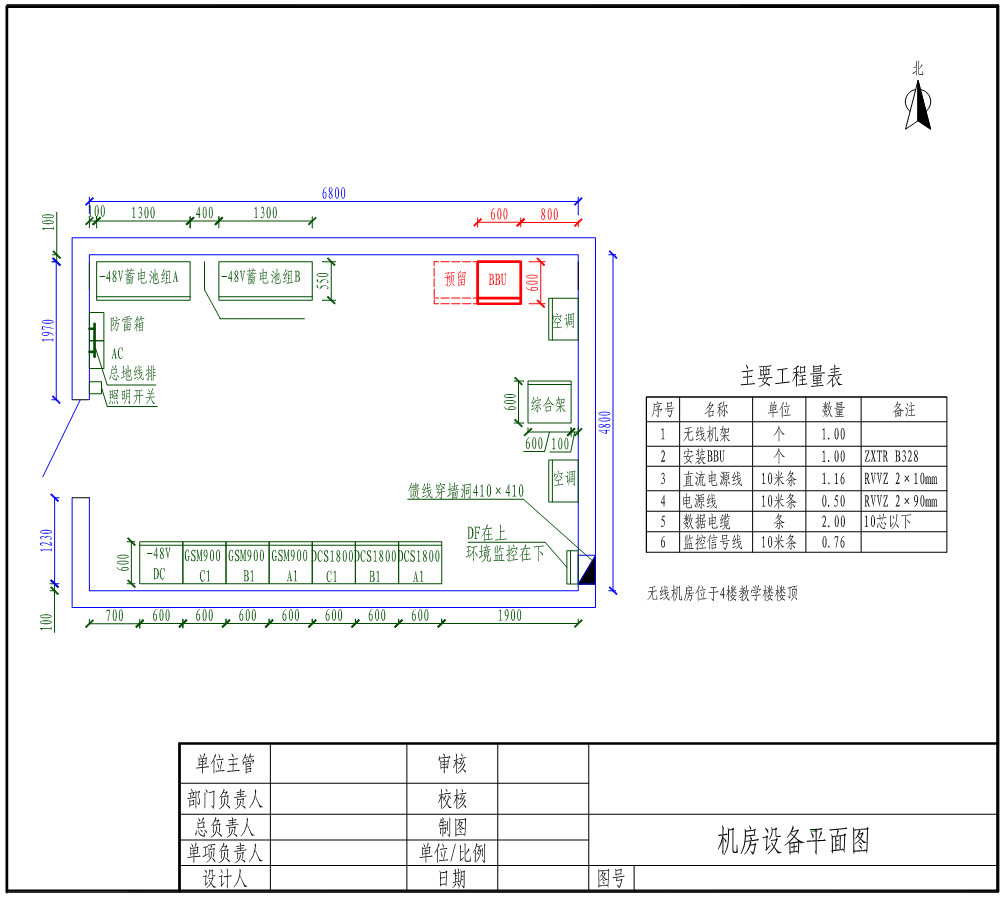 北
6800
100 1300 400 1300 600 800
100
-48V蓄电池组A
-48V蓄电池组B
550
预留
BBU
600
空调
1970
防雷箱
AC
总地线排
照明开关
600
综合架
600 100
4800
空调
馈线穿墙洞410×410
DF在上
环境监控在下
1230
600
-48V
DC
GSM900
C1
GSM900
B1
GSM900
A1
DCS1800
C1
DCS1800
B1
DCS1800
A1
100
700 600 600 600 600 600 600 600 1900
主要工程量表
序号 名称 单位 数量 备注
1 无线机架 个 1.00
2 安装BBU 个 1.00 ZXTR B328
3 直流电源线 10米条 1.16 RVVZ 2×10mm
4 电源线 10米条 0.50 RVVZ 2×90mm
5 数据电缆 条 2.00 10芯以下
6 监控信号线 10米条 0.76
无线机房位于4楼教学楼楼顶
单位主管 审核
部门负责人 校核
总负责人 制图
单项负责人 单位/比例
设计人 日期
机房设备平面图
图号